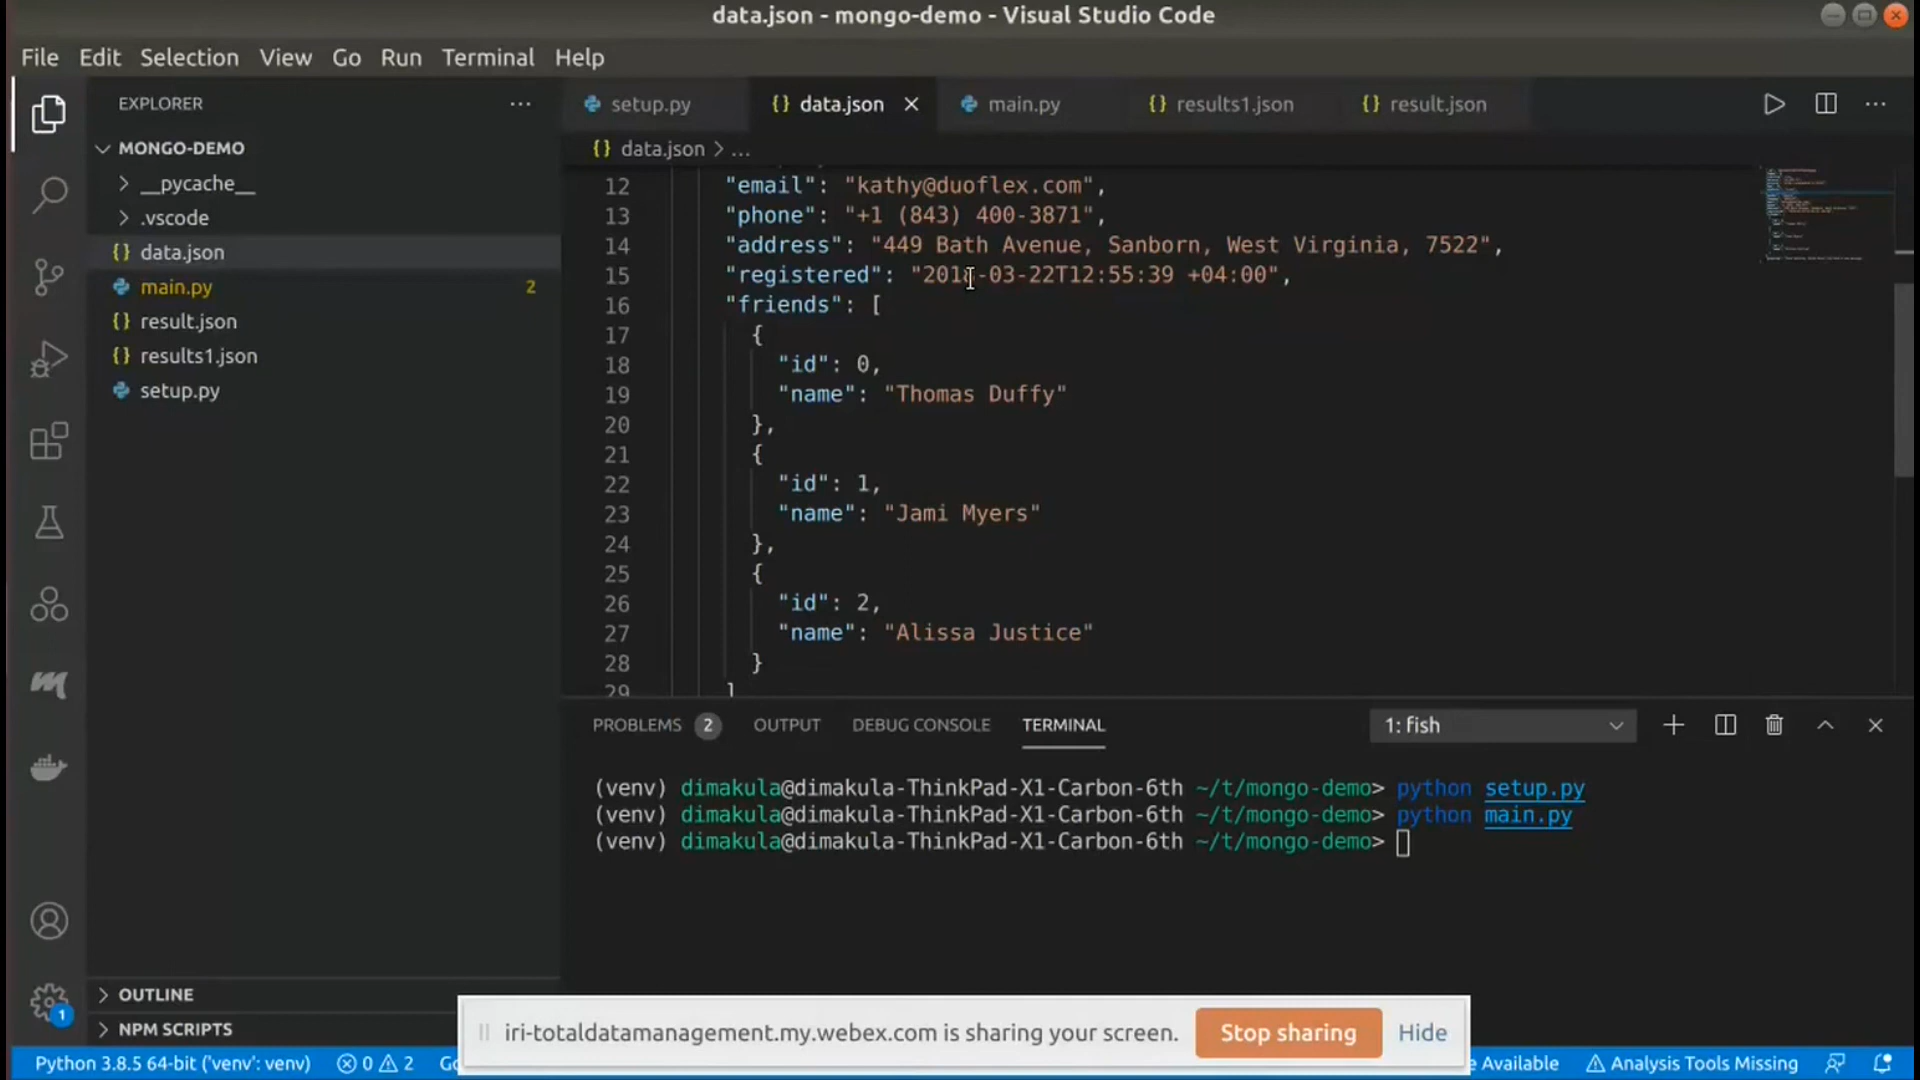 data.json - mongo-demo - Visual Studio Code
File Edit Selection View Go Run Terminal Help
EXPLORER
MONGO-DEMO
__pycache__
.vscode
{} data.json
main.py 2
{} result.json
{} results1.json
setup.py
OUTLINE
NPM SCRIPTS
setup.py {} data.json main.py {} results1.json {} result.json
{} data.json > ...
12 "email": "kathy@duoflex.com",
13 "phone": "+1 (843) 400-3871",
14 "address": "449 Bath Avenue, Sanborn, West Virginia, 7522",
15 "registered": -03-22T12:55:39 +04:00",
16 "friends": [
17 {
18 "id": 0,
19 "name": "Thomas Duffy"
20 },
21 {
22 "id": 1,
23 "name": "Jami Myers"
24 },
25 {
26 "id": 2,
27 "name": "Alissa Justice"
28 }
29 ]
PROBLEMS 2 OUTPUT DEBUG CONSOLE TERMINAL 1: fish
(venv) dimakula@dimakula-ThinkPad-X1-Carbon-6th ~/t/mongo-demo> python setup.py
(venv) dimakula@dimakula-ThinkPad-X1-Carbon-6th ~/t/mongo-demo> python main.py
(venv) dimakula@dimakula-ThinkPad-X1-Carbon-6th ~/t/mongo-demo>
1
iri-totaldatamanagement.my.webex.com is sharing your screen. Stop sharing Hide
Python 3.8.5 64-bit ('venv': venv) 0 2 Available Analysis Tools Missing